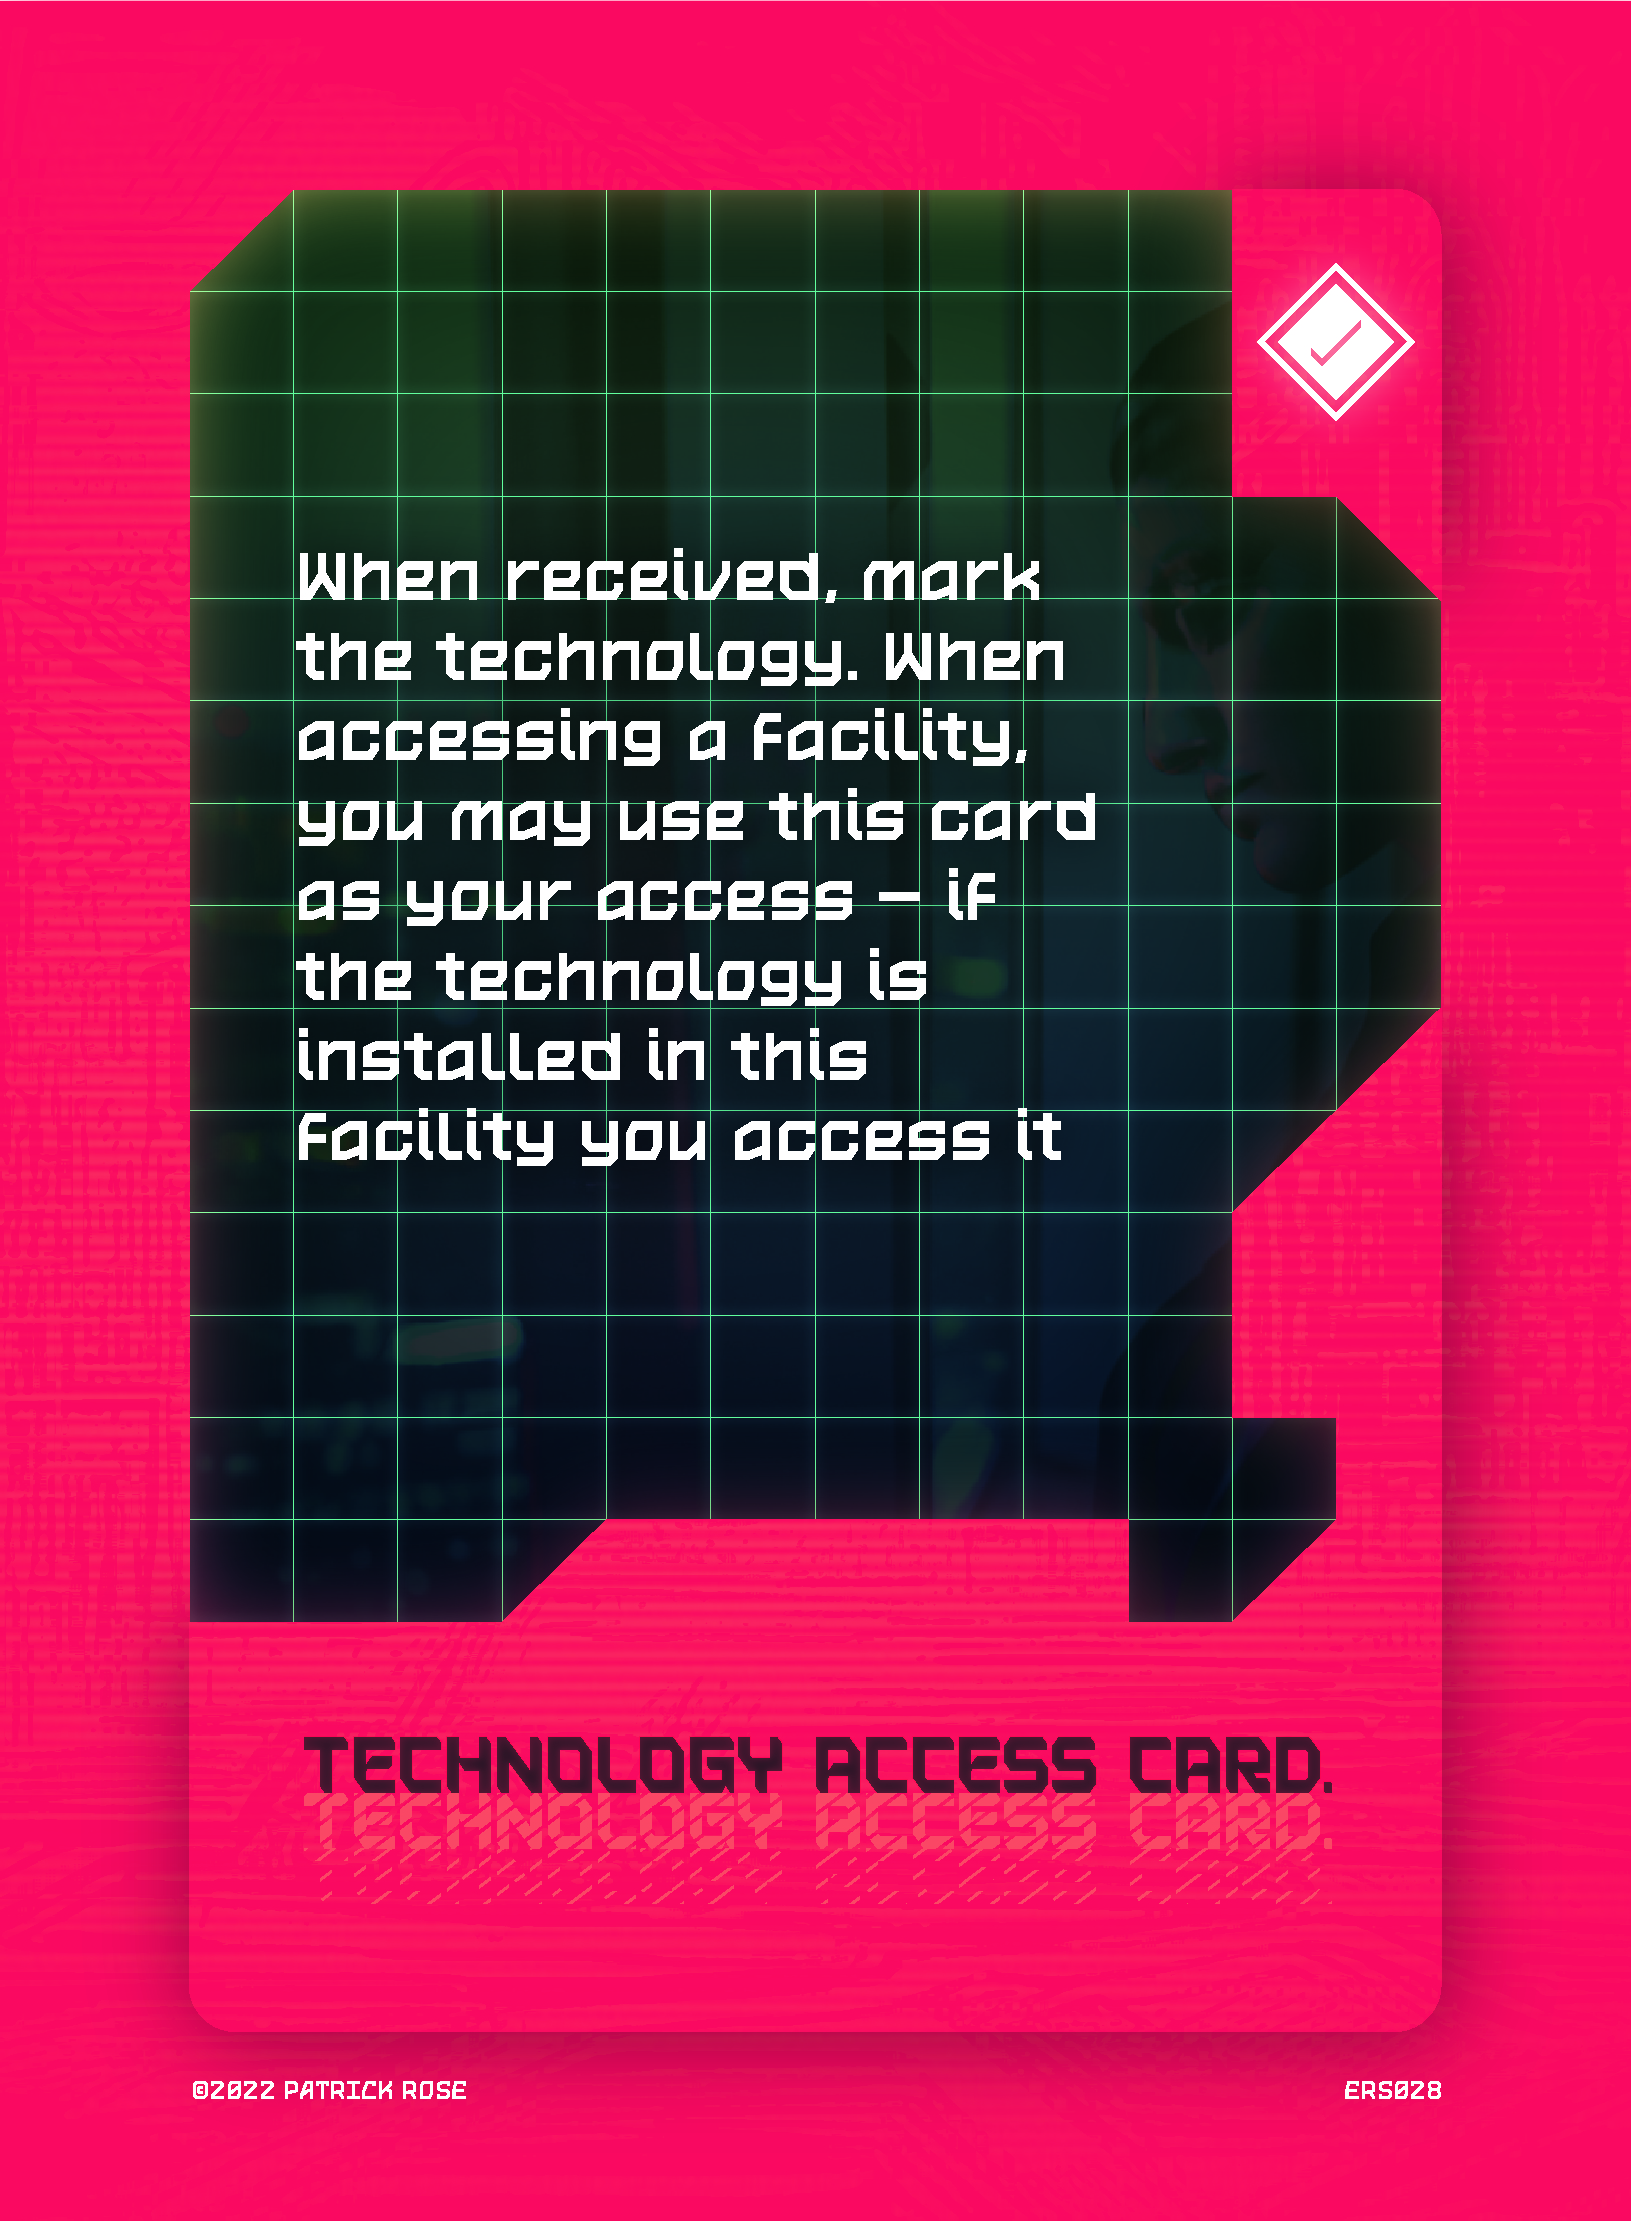 When received, mark
the technology. When
accessing a facility,
you may use this card
as your access – if
the technology is
installed in this
facility you access it
TECHNOLOGY ACCESS CARD.
TECHNOLOGY ACCESS CARD.
©2022 PATRICK ROSE
ERS028